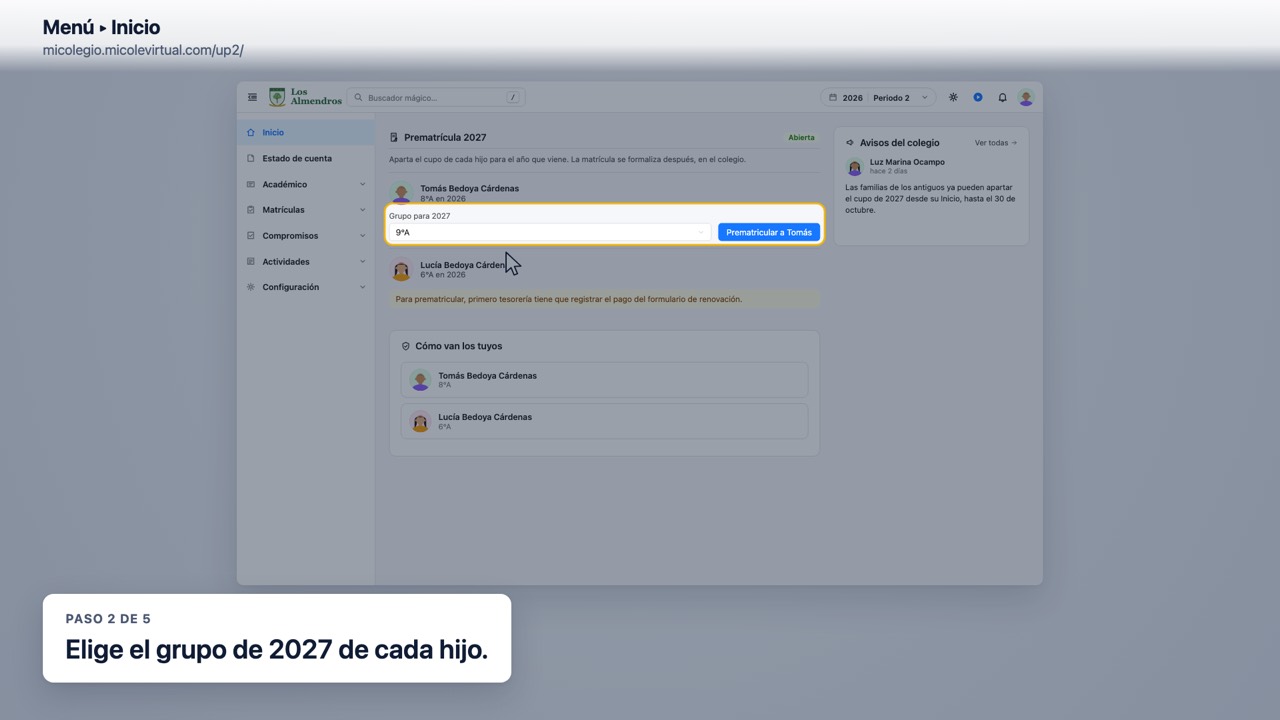 Menú ▸ Inicio
micolegio.micolevirtual.com/up2/
Los Almendros
Buscador mágico...
/
2026 Periodo 2
Inicio
Estado de cuenta
Académico
Matrículas
Compromisos
Actividades
Configuración
Prematrícula 2027
Abierta
Aparta el cupo de cada hijo para el año que viene. La matrícula se formaliza después, en el colegio.
Tomás Bedoya Cárdenas
8°A en 2026
Grupo para 2027
9°A
Prematricular a Tomás
Lucía Bedoya Cárden
6°A en 2026
Para prematricular, primero tesorería tiene que registrar el pago del formulario de renovación.
Cómo van los tuyos
Tomás Bedoya Cárdenas
8°A
Lucía Bedoya Cárdenas
6°A
Avisos del colegio
Ver todas →
Luz Marina Ocampo
hace 2 días
Las familias de los antiguos ya pueden apartar
el cupo de 2027 desde su Inicio, hasta el 30 de
octubre.
PASO 2 DE 5
Elige el grupo de 2027 de cada hijo.